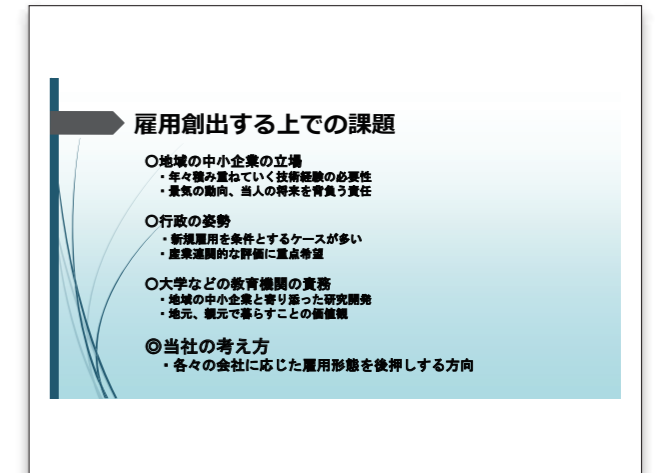 雇用創出する上での課題
〇地域の中小企業の立場
・年々積み重ねていく技術経験の必要性
・景気の動向、当人の将来を背負う責任
〇行政の姿勢
・新規雇用を条件とするケースが多い
・産業連関的な評価に重点希望
〇大学などの教育機関の責務
・地域の中小企業と寄り添った研究開発
・地元、親元で暮らすことの価値観
◎当社の考え方
・各々の会社に応じた雇用形態を後押しする方向